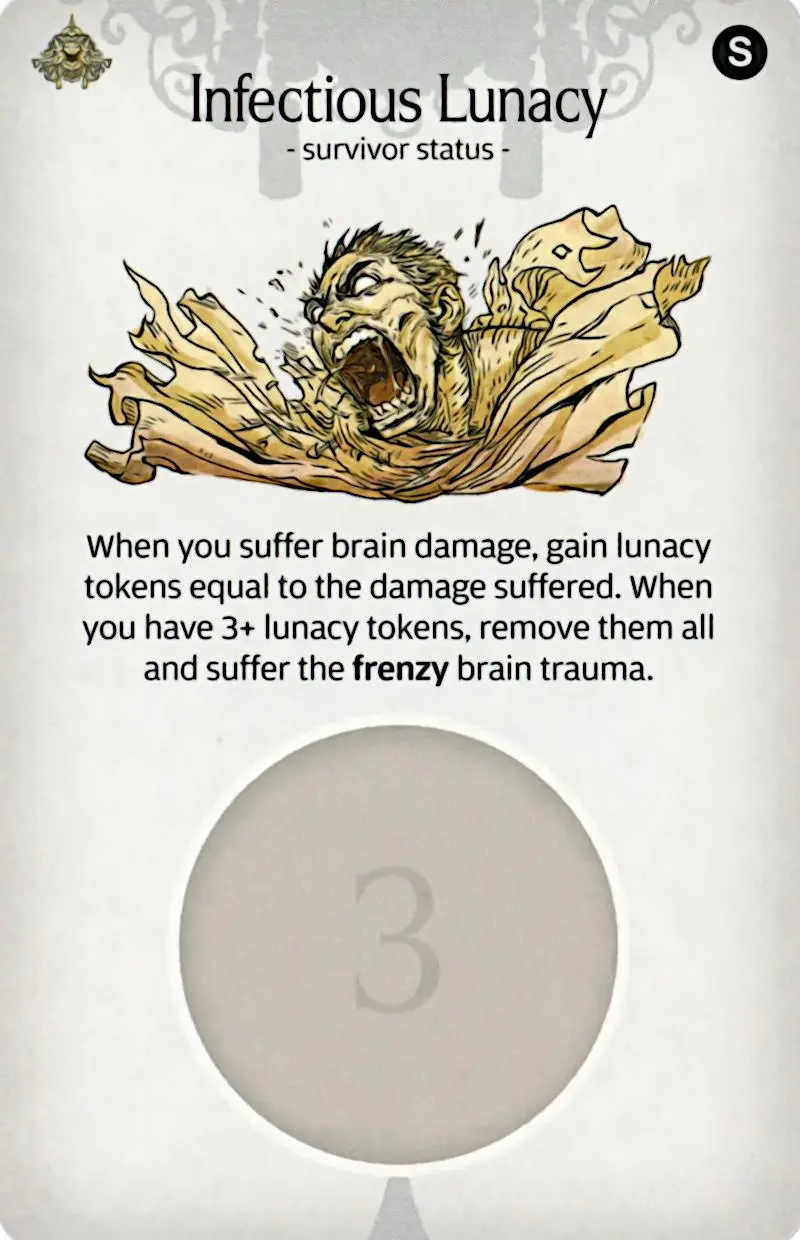 S
Infectious Lunacy
- survivor status -
When you suffer brain damage, gain lunacy
tokens equal to the damage suffered. When
you have 3+ lunacy tokens, remove them all
and suffer the frenzy brain trauma.
3